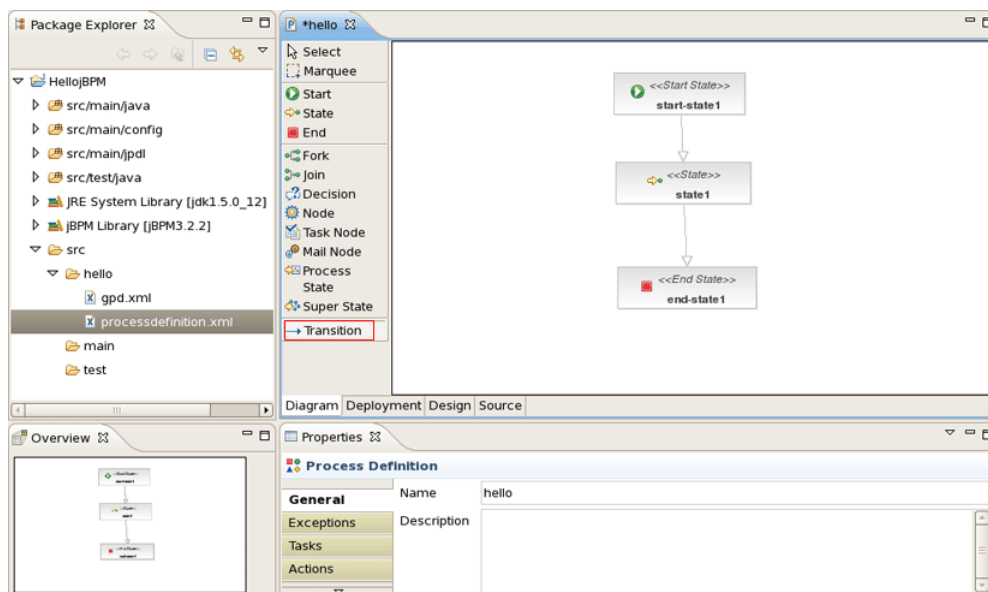 Package Explorer
HellojBPM
src/main/java
src/main/config
src/main/jpdl
src/test/java
JRE System Library [jdk1.5.0_12]
jBPM Library [jBPM3.2.2]
src
hello
gpd.xml
processdefinition.xml
main
test
*hello
Select
Marquee
Start
State
End
Fork
Join
Decision
Node
Task Node
Mail Node
Process
State
Super State
Transition
<<Start State>>
start-state1
<<State>>
state1
<<End State>>
end-state1
Diagram Deployment Design Source
Overview
Properties
Process Definition
General
Exceptions
Tasks
Actions
Name hello
Description